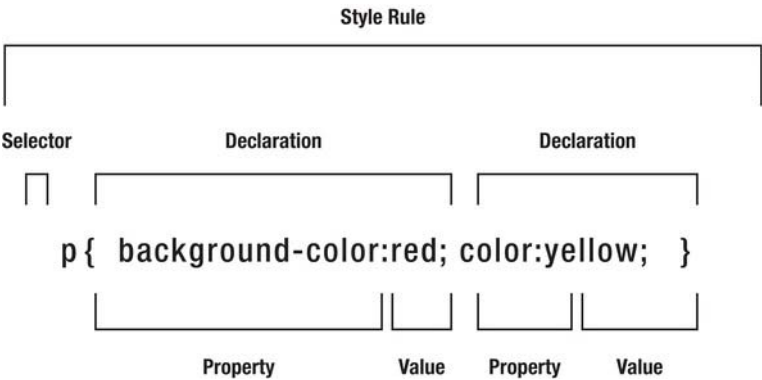 Style Rule
Selector Declaration Declaration
p{ background-color:red; color:yellow; }
Property Value Property Value